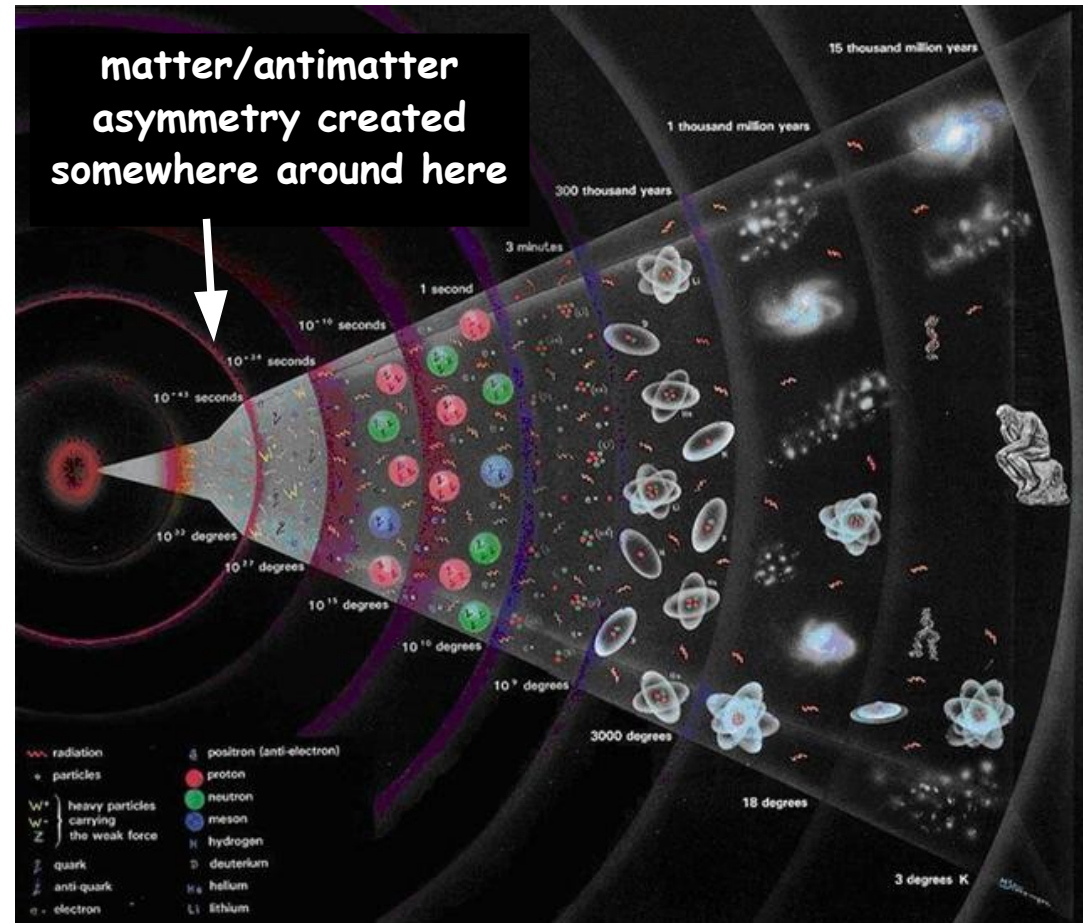 matter/antimatter
asymmetry created
somewhere around here
15 thousand million years
1 thousand million years
300 thousand years
3 minutes
1 second
10⁻¹⁰ seconds
10⁻³⁴ seconds
10⁻⁴³ seconds
10³² degrees
10²⁷ degrees
10¹⁵ degrees
10¹⁰ degrees
10⁹ degrees
3000 degrees
18 degrees
3 degrees K
radiation
particles
W+
W-
Z
heavy particles
carrying
the weak force
quark
anti-quark
e- electron
positron (anti-electron)
proton
neutron
meson
H hydrogen
D deuterium
He helium
Li lithium